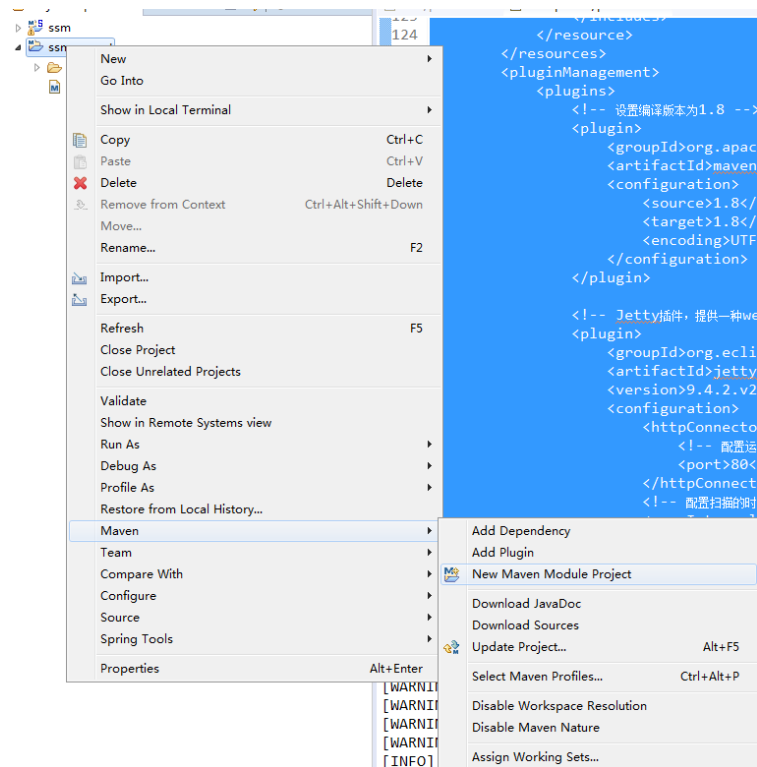 ssm
New
Go Into
Show in Local Terminal
Copy Ctrl+C
Paste Ctrl+V
Delete Delete
Remove from Context Ctrl+Alt+Shift+Down
Move...
Rename... F2
Import...
Export...
Refresh F5
Close Project
Close Unrelated Projects
Validate
Show in Remote Systems view
Run As
Debug As
Profile As
Restore from Local History...
Maven
Team
Compare With
Configure
Source
Spring Tools
Properties Alt+Enter
123 </includes>
124 </resource>
</resources>
<pluginManagement>
<plugins>
<!-- 设置编译版本为1.8 -->
<plugin>
<groupId>org.apac
<artifactId>maven
<configuration>
<source>1.8</
<target>1.8</
<encoding>UTF
</configuration>
</plugin>
<!-- Jetty插件，提供一种we
<plugin>
<groupId>org.ecli
<artifactId>jetty
<version>9.4.2.v2
<configuration>
<httpConnecto
<!-- 配置运
<port>80<
</httpConnect
<!-- 配置扫描的时
Add Dependency
Add Plugin
New Maven Module Project
Download JavaDoc
Download Sources
Update Project... Alt+F5
Select Maven Profiles... Ctrl+Alt+P
Disable Workspace Resolution
Disable Maven Nature
Assign Working Sets...
[WARNI
[WARNI
[WARNI
[WARNI
[INFO]